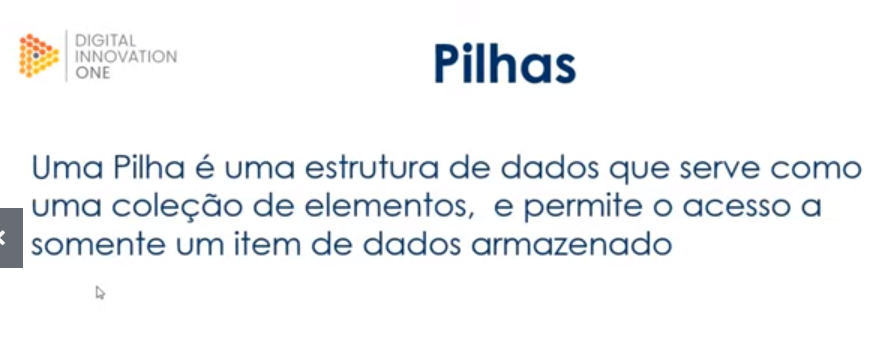 DIGITAL
INNOVATION
ONE
Pilhas
Uma Pilha é uma estrutura de dados que serve como
uma coleção de elementos, e permite o acesso a
somente um item de dados armazenado